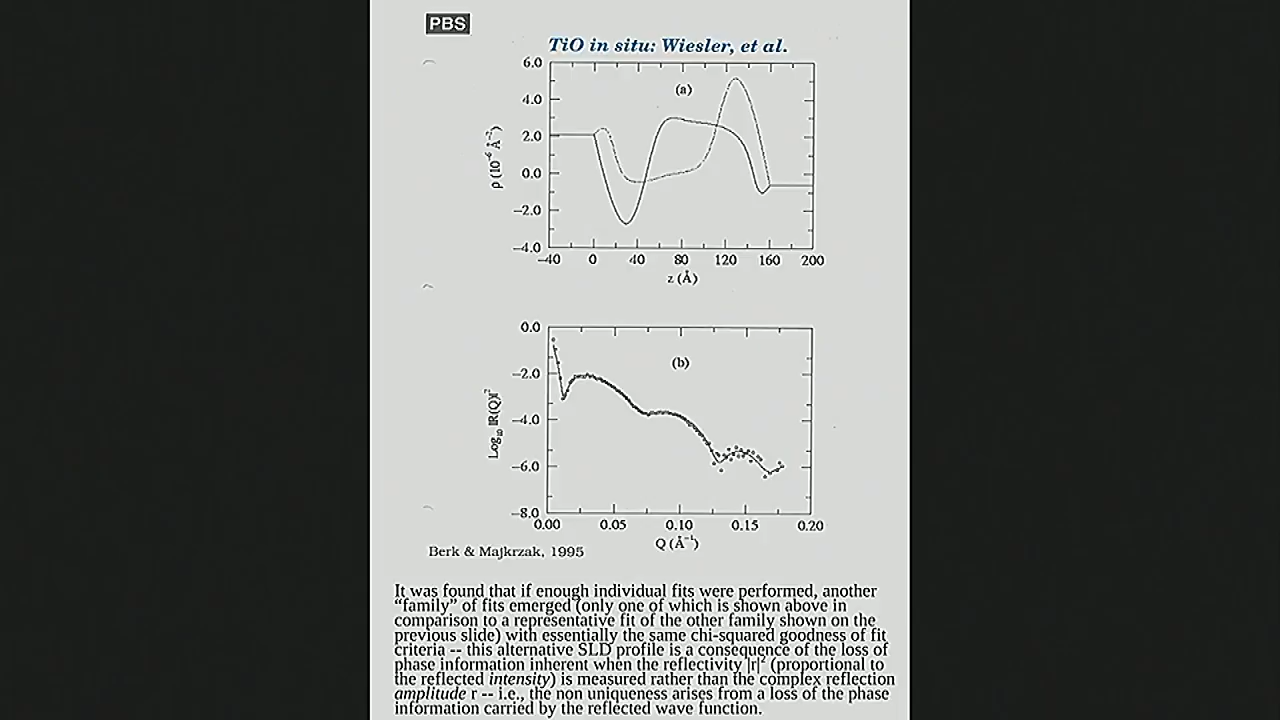 PBS
TiO in situ: Wiesler, et al.
6.0
(a)
4.0
2.0
ρ (10⁻⁶ Å⁻²)
0.0
−2.0
−4.0
−40 0 40 80 120 160 200
z (Å)
0.0
(b)
−2.0
Log₁₀ |R(Q)|²
−4.0
−6.0
−8.0
0.00 0.05 0.10 0.15 0.20
Q (Å⁻¹)
Berk & Majkrzak, 1995
It was found that if enough individual fits were performed, another
“family” of fits emerged (only one of which is shown above in
comparison to a representative fit of the other family shown on the
previous slide) with essentially the same chi-squared goodness of fit
criteria -- this alternative SLD profile is a consequence of the loss of
phase information inherent when the reflectivity |r|² (proportional to
the reflected intensity) is measured rather than the complex reflection
amplitude r -- i.e., the non uniqueness arises from a loss of the phase
information carried by the reflected wave function.